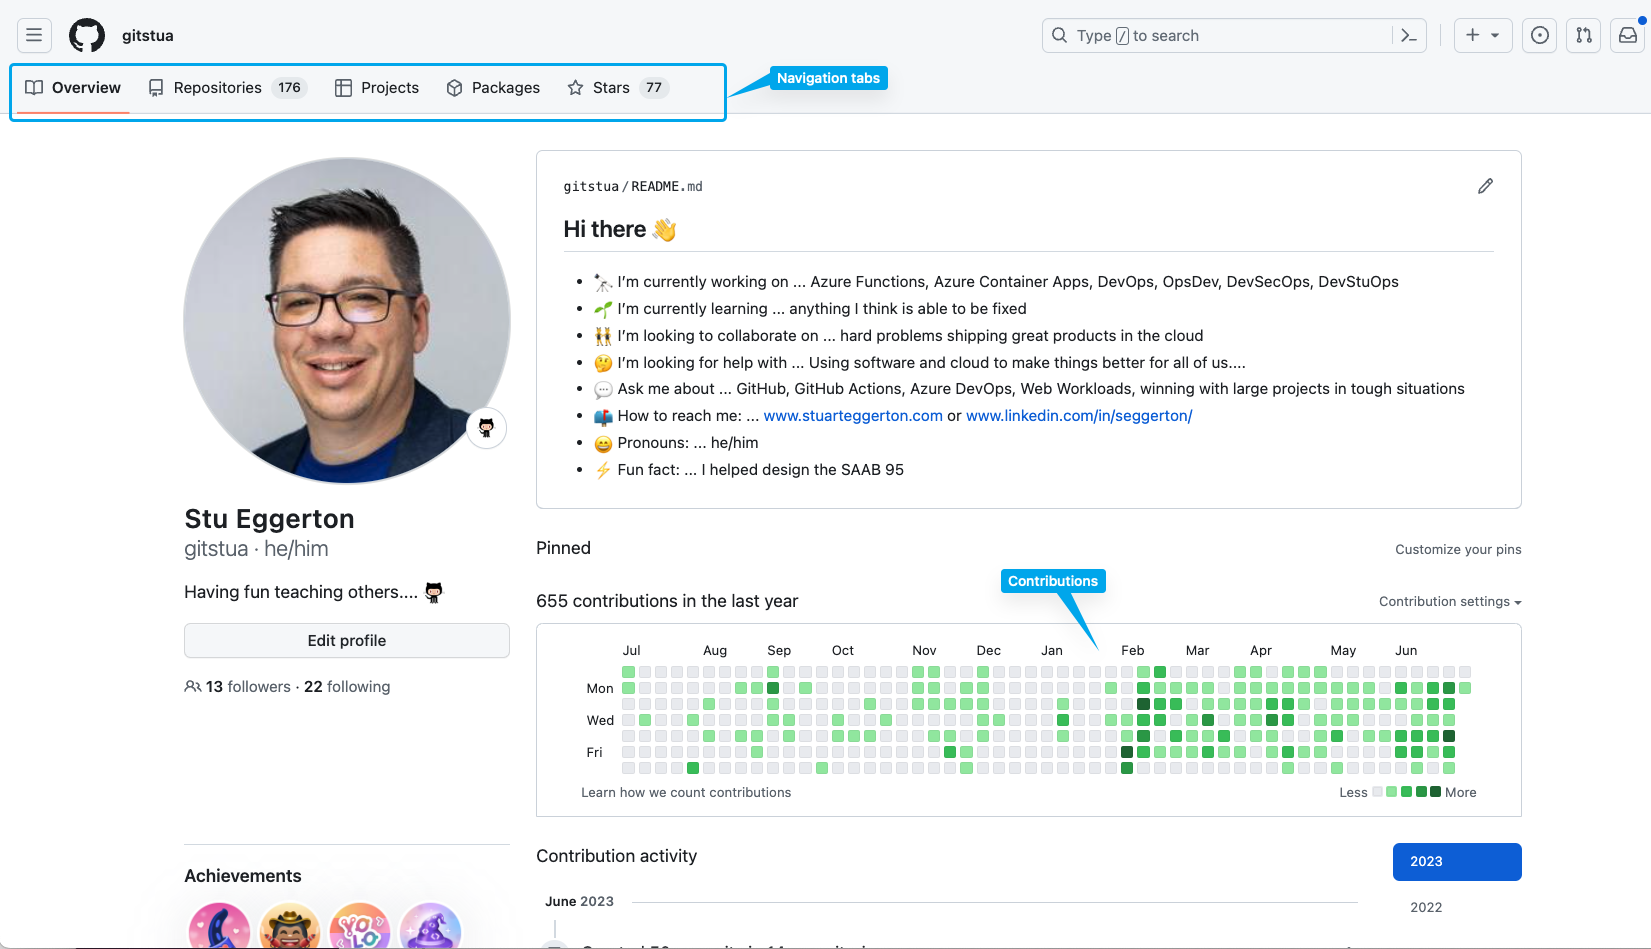 gitstua
Type / to search
Overview
Repositories 176
Projects
Packages
Stars 77
Navigation tabs
gitstua/README.md
Hi there 👋
🔭 I’m currently working on ... Azure Functions, Azure Container Apps, DevOps, OpsDev, DevSecOps, DevStuOps
🌱 I’m currently learning ... anything I think is able to be fixed
👯 I’m looking to collaborate on ... hard problems shipping great products in the cloud
🤔 I’m looking for help with ... Using software and cloud to make things better for all of us....
💬 Ask me about ... GitHub, GitHub Actions, Azure DevOps, Web Workloads, winning with large projects in tough situations
📫 How to reach me: ... www.stuarteggerton.com or www.linkedin.com/in/seggerton/
😄 Pronouns: ... he/him
⚡ Fun fact: ... I helped design the SAAB 95
Stu Eggerton
gitstua · he/him
Having fun teaching others....
Edit profile
13 followers · 22 following
Pinned
Customize your pins
Contributions
655 contributions in the last year
Contribution settings
Jul Aug Sep Oct Nov Dec Jan Feb Mar Apr May Jun
Mon
Wed
Fri
Learn how we count contributions
Less More
Achievements
YOLO
Contribution activity
2023
June 2023
2022